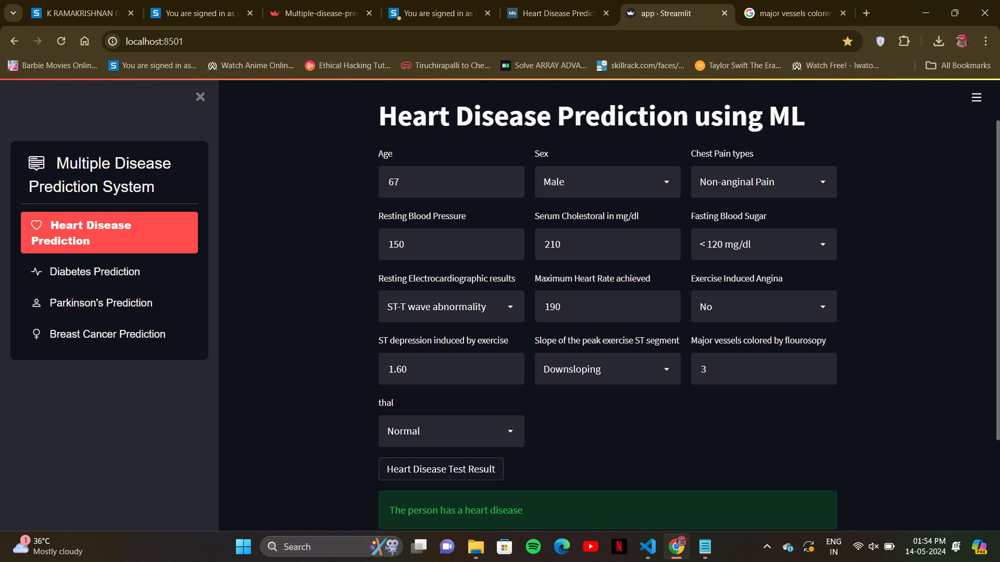 K RAMAKRISHNAN G
You are signed in as s
Multiple-disease-pre
You are signed in as s
tds
Heart Disease Predict
app · Streamlit
major vessels colored
localhost:8501
Barbie Movies Onlin...
You are signed in as...
Watch Anime Onlin...
Ethical Hacking Tut...
Tiruchirapalli to Che...
Solve ARRAY ADVA...
skillrack.com/faces/...
Taylor Swift The Era...
Watch Free! - Iwato...
All Bookmarks
Multiple Disease
Prediction System
Heart Disease
Prediction
Diabetes Prediction
Parkinson's Prediction
Breast Cancer Prediction
Heart Disease Prediction using ML
Age
Sex
Chest Pain types
67
Male
Non-anginal Pain
Resting Blood Pressure
Serum Cholestoral in mg/dl
Fasting Blood Sugar
150
210
< 120 mg/dl
Resting Electrocardiographic results
Maximum Heart Rate achieved
Exercise Induced Angina
ST-T wave abnormality
190
No
ST depression induced by exercise
Slope of the peak exercise ST segment
Major vessels colored by flourosopy
1.60
Downsloping
3
thal
Normal
Heart Disease Test Result
The person has a heart disease
1
36°C
Mostly cloudy
Search
ENG
IN
01:54 PM
14-05-2024
PRE